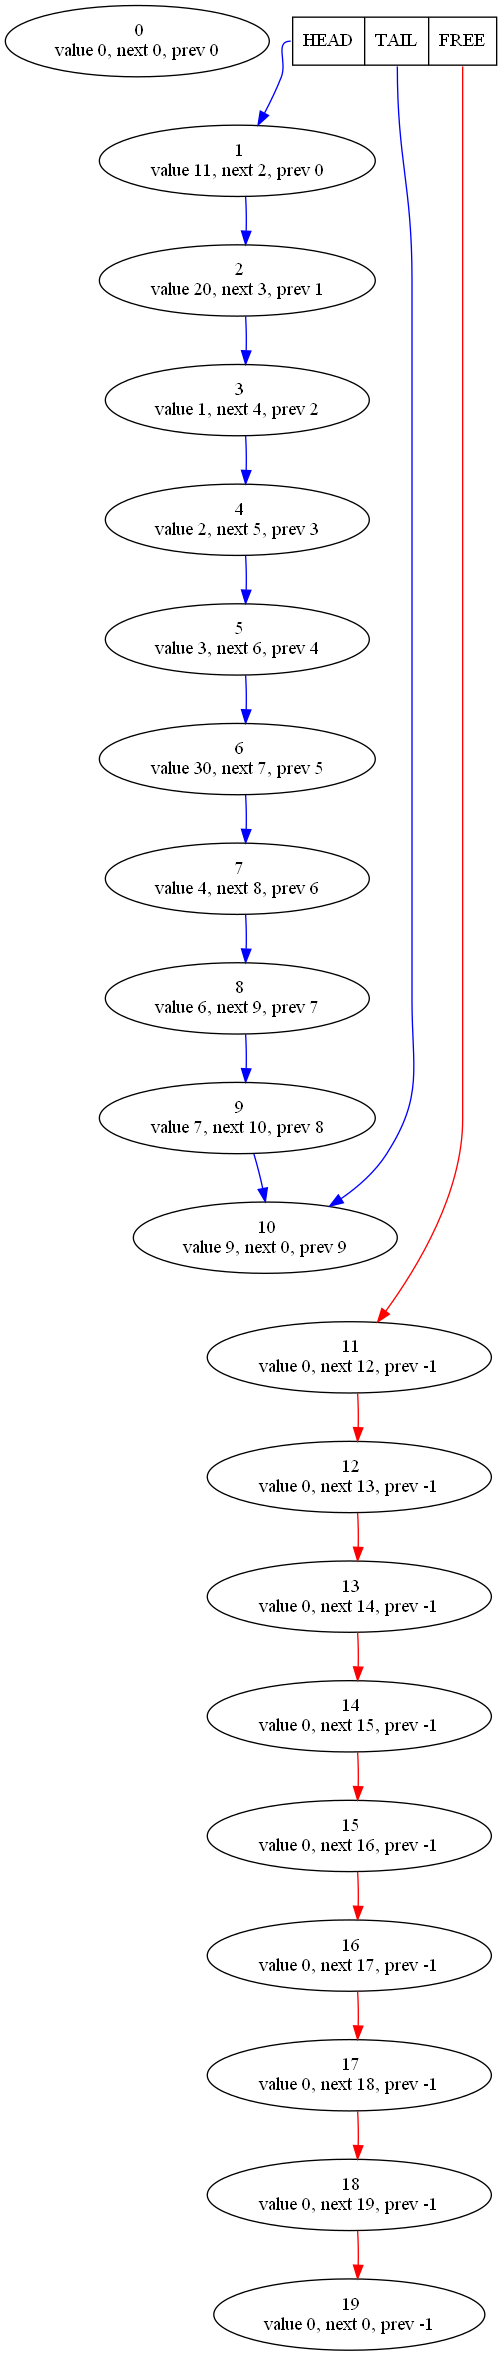 0
value 0, next 0, prev 0
HEAD TAIL FREE
1
value 11, next 2, prev 0
2
value 20, next 3, prev 1
3
value 1, next 4, prev 2
4
value 2, next 5, prev 3
5
value 3, next 6, prev 4
6
value 30, next 7, prev 5
7
value 4, next 8, prev 6
8
value 6, next 9, prev 7
9
value 7, next 10, prev 8
10
value 9, next 0, prev 9
11
value 0, next 12, prev -1
12
value 0, next 13, prev -1
13
value 0, next 14, prev -1
14
value 0, next 15, prev -1
15
value 0, next 16, prev -1
16
value 0, next 17, prev -1
17
value 0, next 18, prev -1
18
value 0, next 19, prev -1
19
value 0, next 0, prev -1